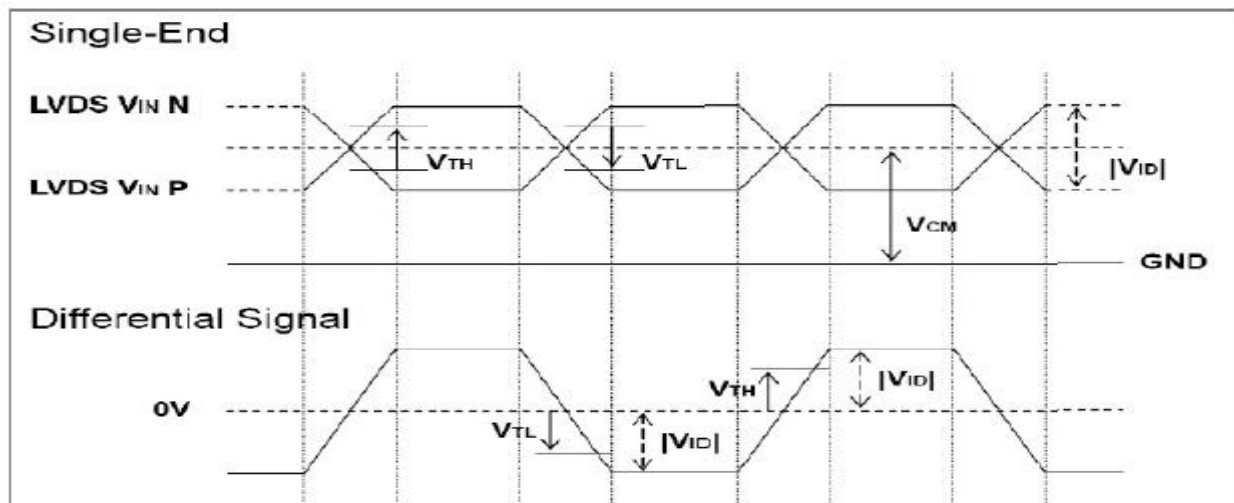 Single-End
LVDS VIN N
VTH
VTL
|VID|
LVDS VIN P
VCM
GND
Differential Signal
VTH
|VID|
0V
VTL
|VID|